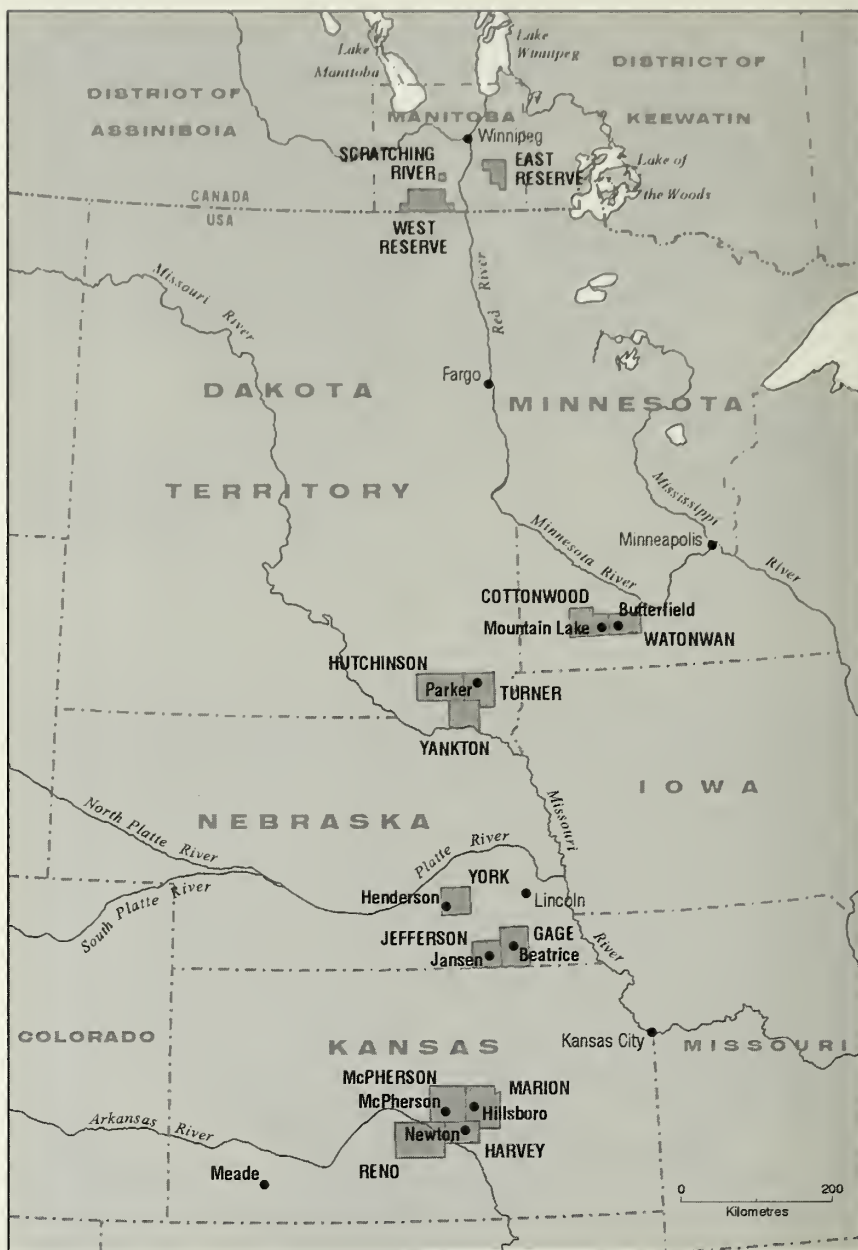 Lake
Manitoba
Lake
Winnipeg
DISTRICT OF
ASSINIBOIA
DISTRICT OF
KEEWATIN
MANITOBA
Winnipeg
SCRATCHING
RIVER
EAST
RESERVE
Lake of
the Woods
CANADA
USA
WEST
RESERVE
Missouri River
Red River
Fargo
DAKOTA
TERRITORY
MINNESOTA
Mississippi
River
Minneapolis
Minnesota River
COTTONWOOD
Butterfield
Mountain Lake
WATONWAN
HUTCHINSON
Parker
TURNER
YANKTON
IOWA
Missouri
River
NEBRASKA
North Platte River
South Platte River
Platte River
YORK
Henderson
Lincoln
JEFFERSON
GAGE
Jansen
Beatrice
COLORADO
KANSAS
Kansas City
MISSOURI
McPHERSON
McPherson
MARION
Hillsboro
Newton
HARVEY
RENO
Arkansas River
Meade
0 200
Kilometres